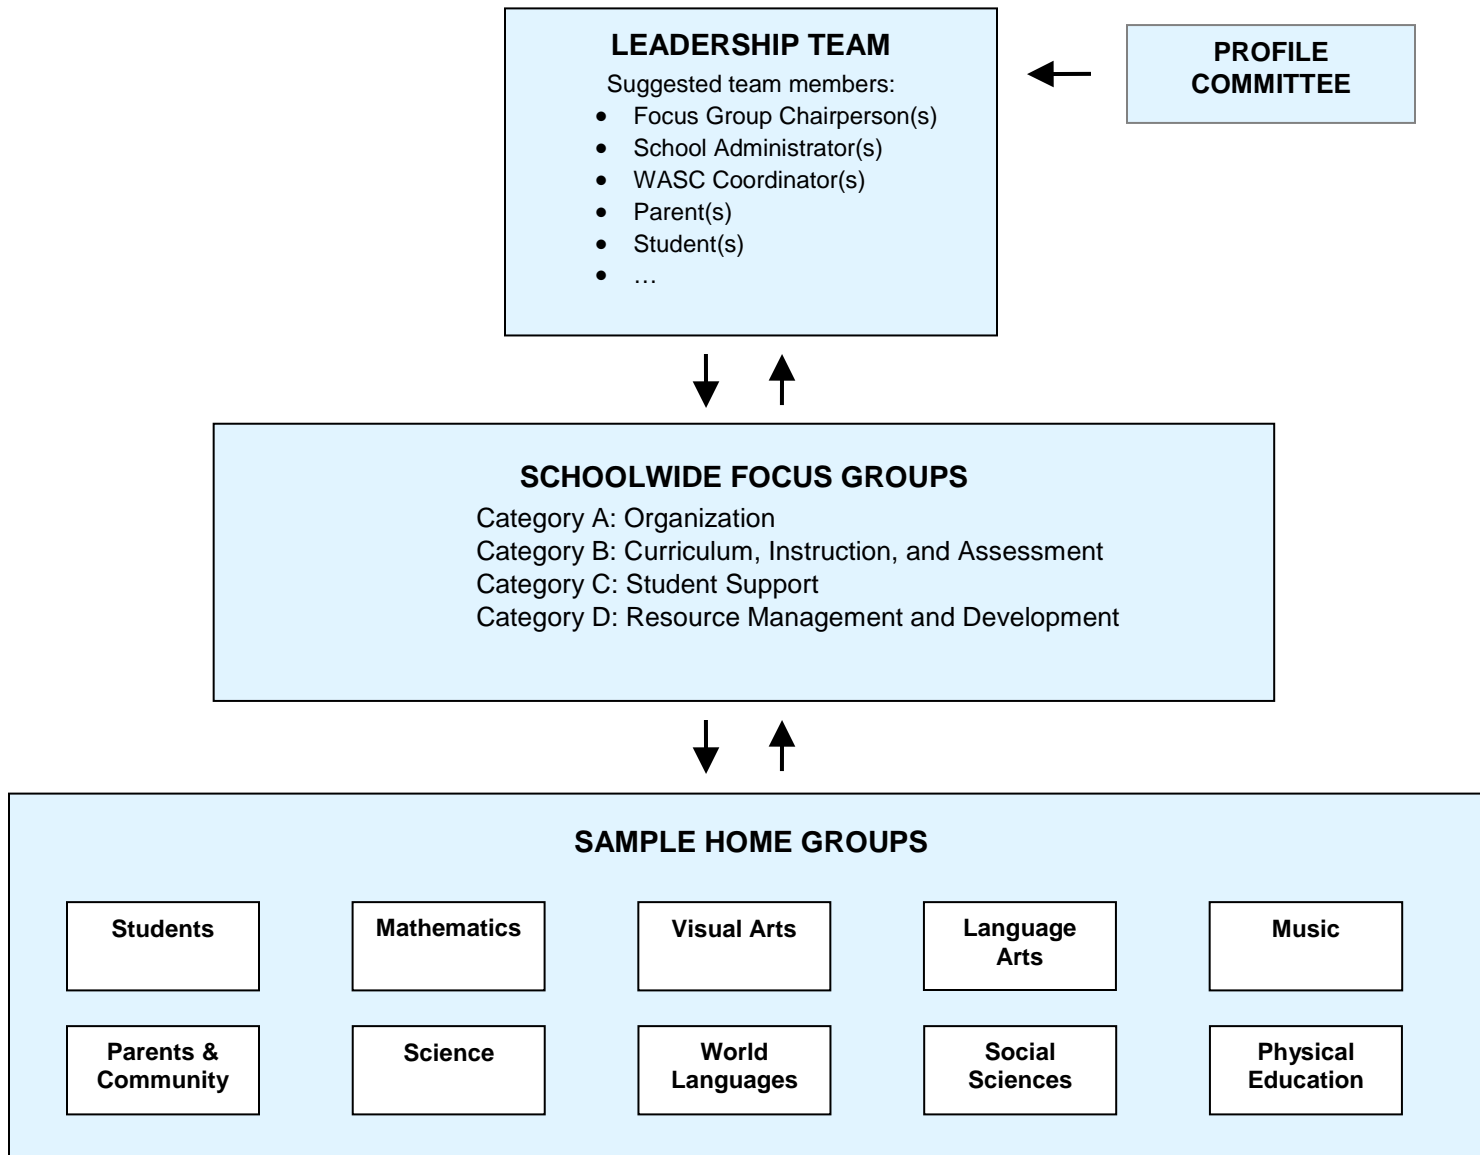 LEADERSHIP TEAM
Suggested team members:
• Focus Group Chairperson(s)
• School Administrator(s)
• WASC Coordinator(s)
• Parent(s)
• Student(s)
• …
PROFILE
COMMITTEE
SCHOOLWIDE FOCUS GROUPS
Category A: Organization
Category B: Curriculum, Instruction, and Assessment
Category C: Student Support
Category D: Resource Management and Development
SAMPLE HOME GROUPS
Students
Mathematics
Visual Arts
Language
Arts
Music
Parents &
Community
Science
World
Languages
Social
Sciences
Physical
Education